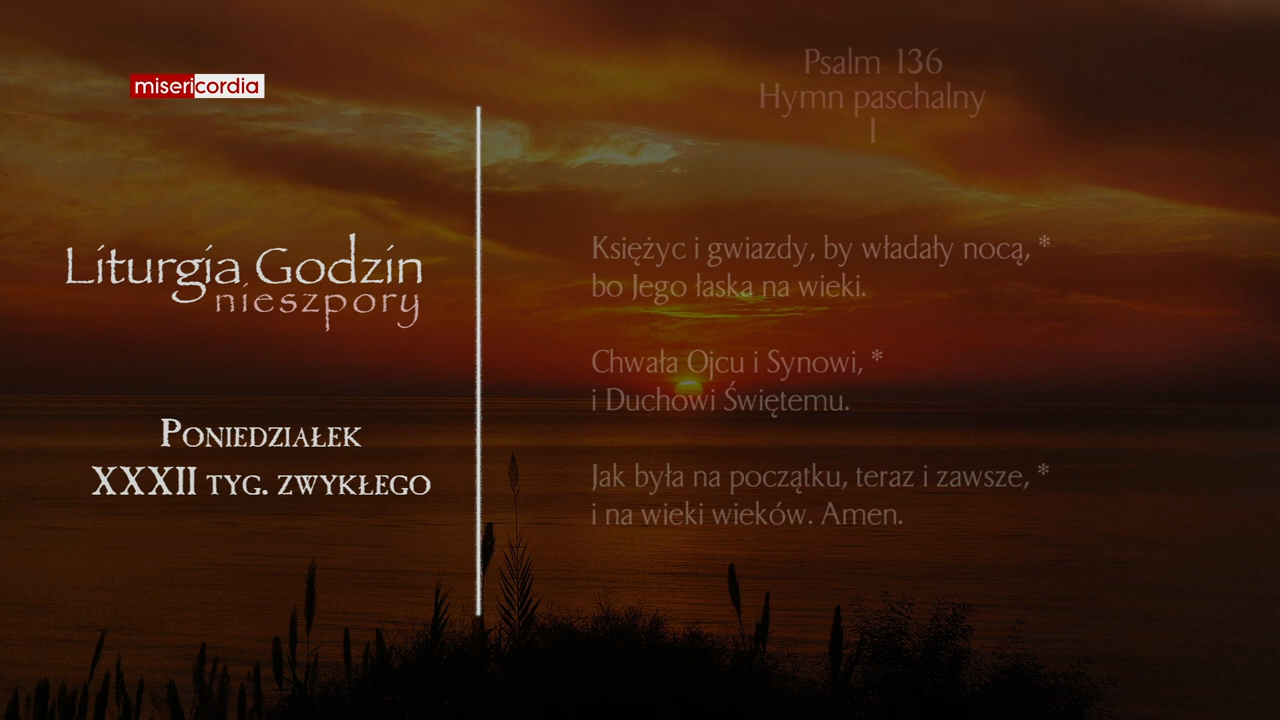 misericordia
Liturgia Godzin
nieszpory
Poniedziałek
XXXII tyg. zwykłego
Psalm 136
Hymn paschalny
I
Księżyc i gwiazdy, by władały nocą, *
bo Jego łaska na wieki.
Chwała Ojcu i Synowi, *
i Duchowi Świętemu.
Jak była na początku, teraz i zawsze, *
i na wieki wieków. Amen.